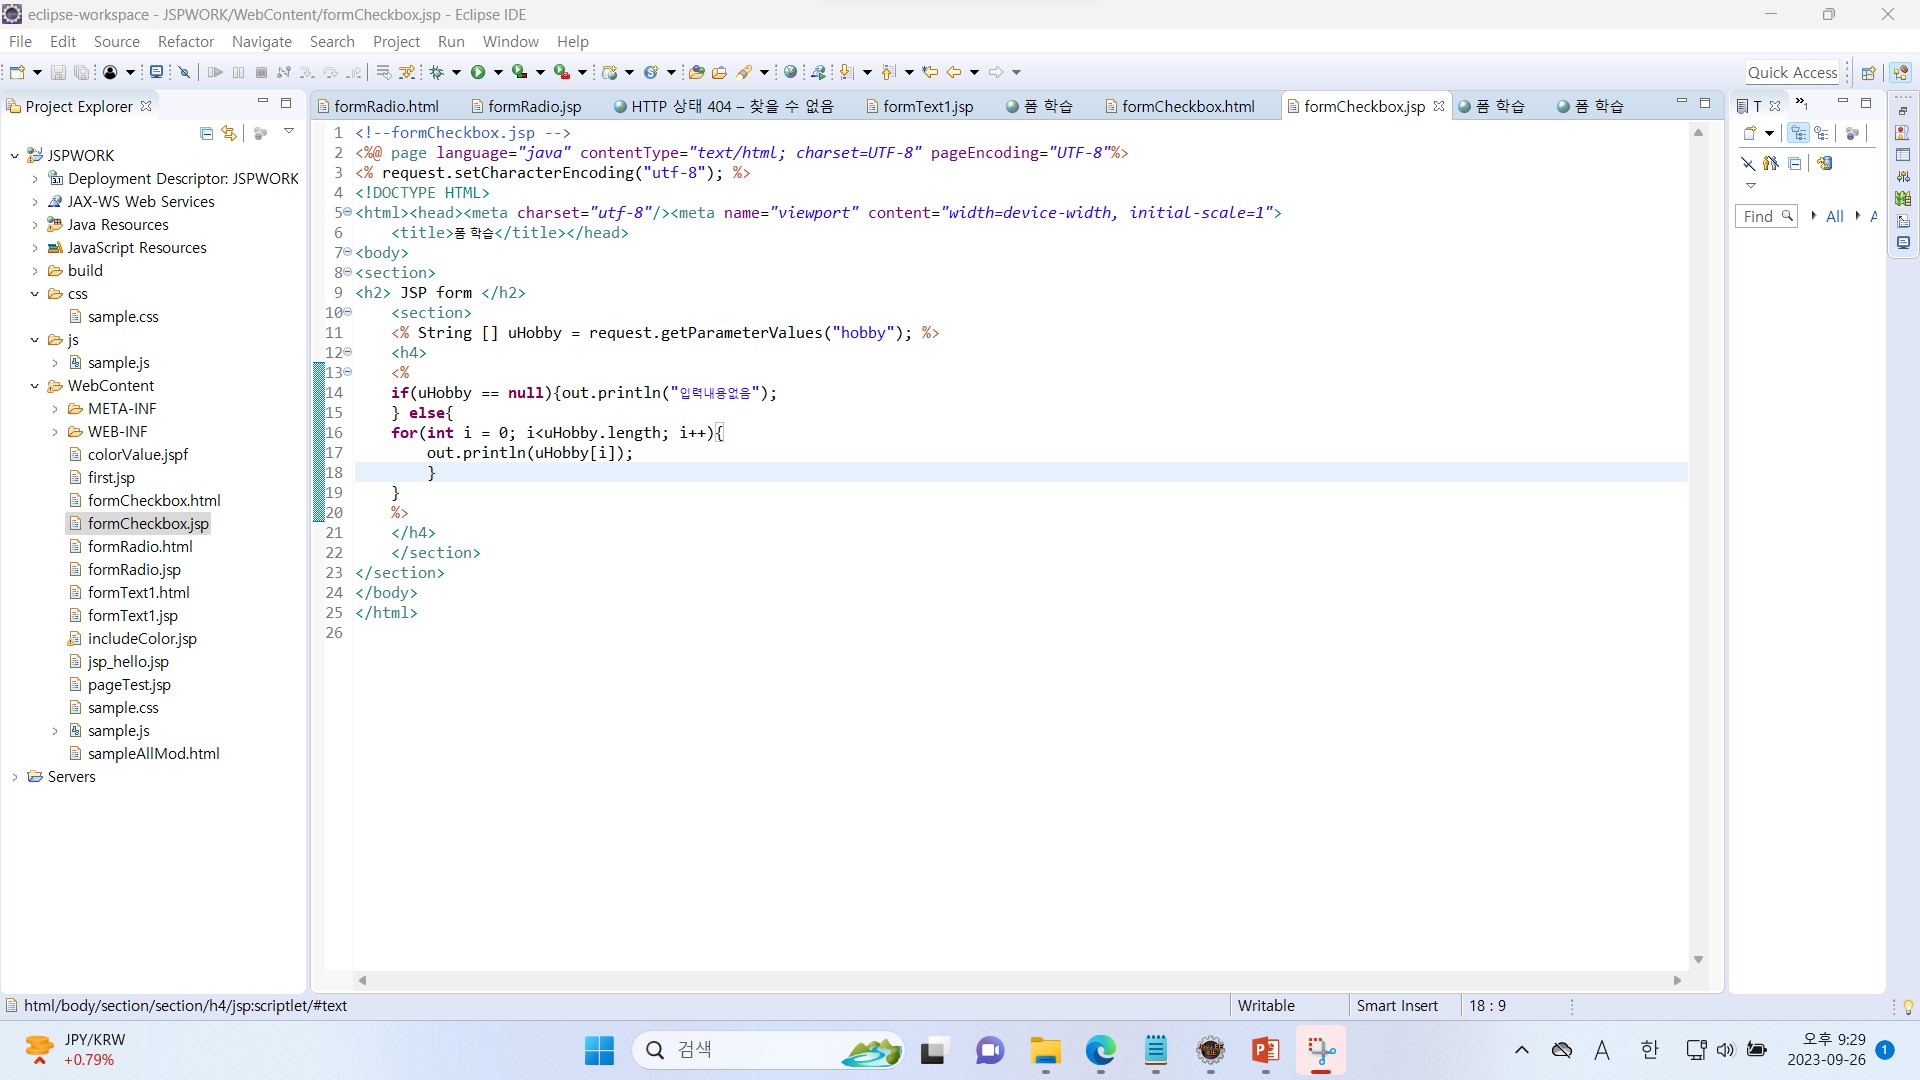 eclipse-workspace - JSPWORK/WebContent/formCheckbox.jsp - Eclipse IDE
File Edit Source Refactor Navigate Search Project Run Window Help
Quick Access
Project Explorer
formRadio.html formRadio.jsp HTTP 상태 404 – 찾을 수 없음 formText1.jsp 폼 학습 formCheckbox.html formCheckbox.jsp 폼 학습 폼 학습
T »1
JSPWORK
Deployment Descriptor: JSPWORK
JAX-WS Web Services
Java Resources
JavaScript Resources
build
css
sample.css
js
sample.js
WebContent
META-INF
WEB-INF
colorValue.jspf
first.jsp
formCheckbox.html
formCheckbox.jsp
formRadio.html
formRadio.jsp
formText1.html
formText1.jsp
includeColor.jsp
jsp_hello.jsp
pageTest.jsp
sample.css
sample.js
sampleAllMod.html
Servers
1 <!--formCheckbox.jsp -->
2 <%@ page language="java" contentType="text/html; charset=UTF-8" pageEncoding="UTF-8"%>
3 <% request.setCharacterEncoding("utf-8"); %>
4 <!DOCTYPE HTML>
5 <html><head><meta charset="utf-8"/><meta name="viewport" content="width=device-width, initial-scale=1">
6 <title>폼 학습</title></head>
7 <body>
8 <section>
9 <h2> JSP form </h2>
10 <section>
11 <% String [] uHobby = request.getParameterValues("hobby"); %>
12 <h4>
13 <%
14 if(uHobby == null){out.println("입력내용없음");
15 } else{
16 for(int i = 0; i<uHobby.length; i++){
17 out.println(uHobby[i]);
18 }
19 }
20 %>
21 </h4>
22 </section>
23 </section>
24 </body>
25 </html>
26
Find All A
html/body/section/section/h4/jsp:scriptlet/#text Writable Smart Insert 18 : 9
JPY/KRW
+0.79%
검색
A 한
오후 9:29
2023-09-26
1